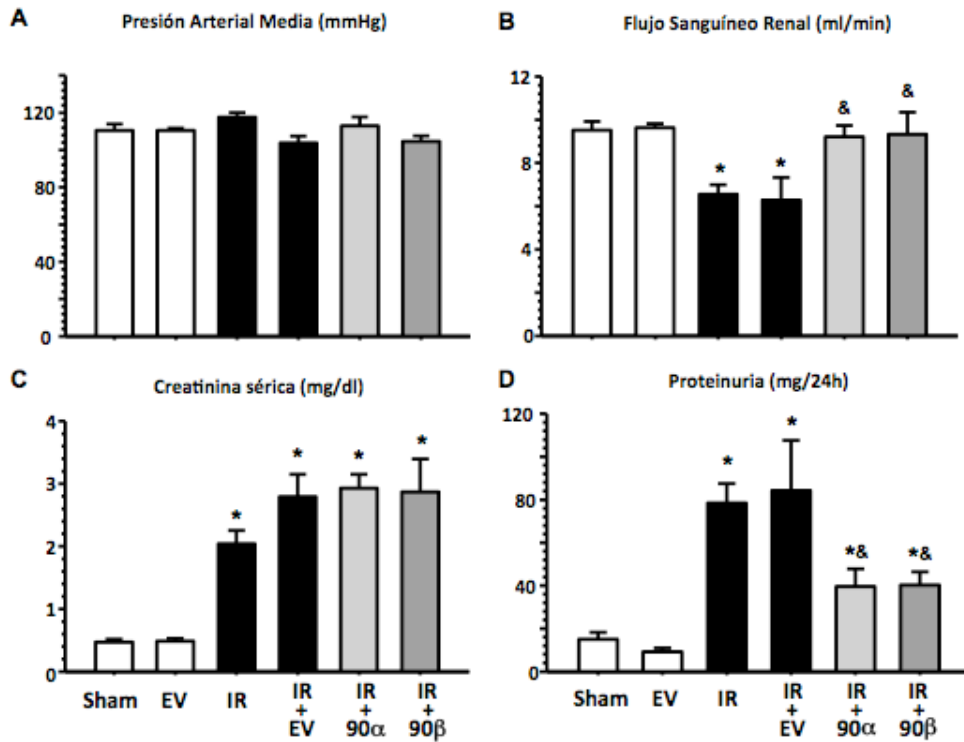 A
Presión Arterial Media (mmHg)
120
80
40
0
B
Flujo Sanguíneo Renal (ml/min)
12
8
4
0
* * & &
C
Creatinina sérica (mg/dl)
4
3
2
1
0
* * * *
Sham EV IR IR + EV IR + 90α IR + 90β
D
Proteinuria (mg/24h)
120
80
40
0
* * *& *&
Sham EV IR IR + EV IR + 90α IR + 90β